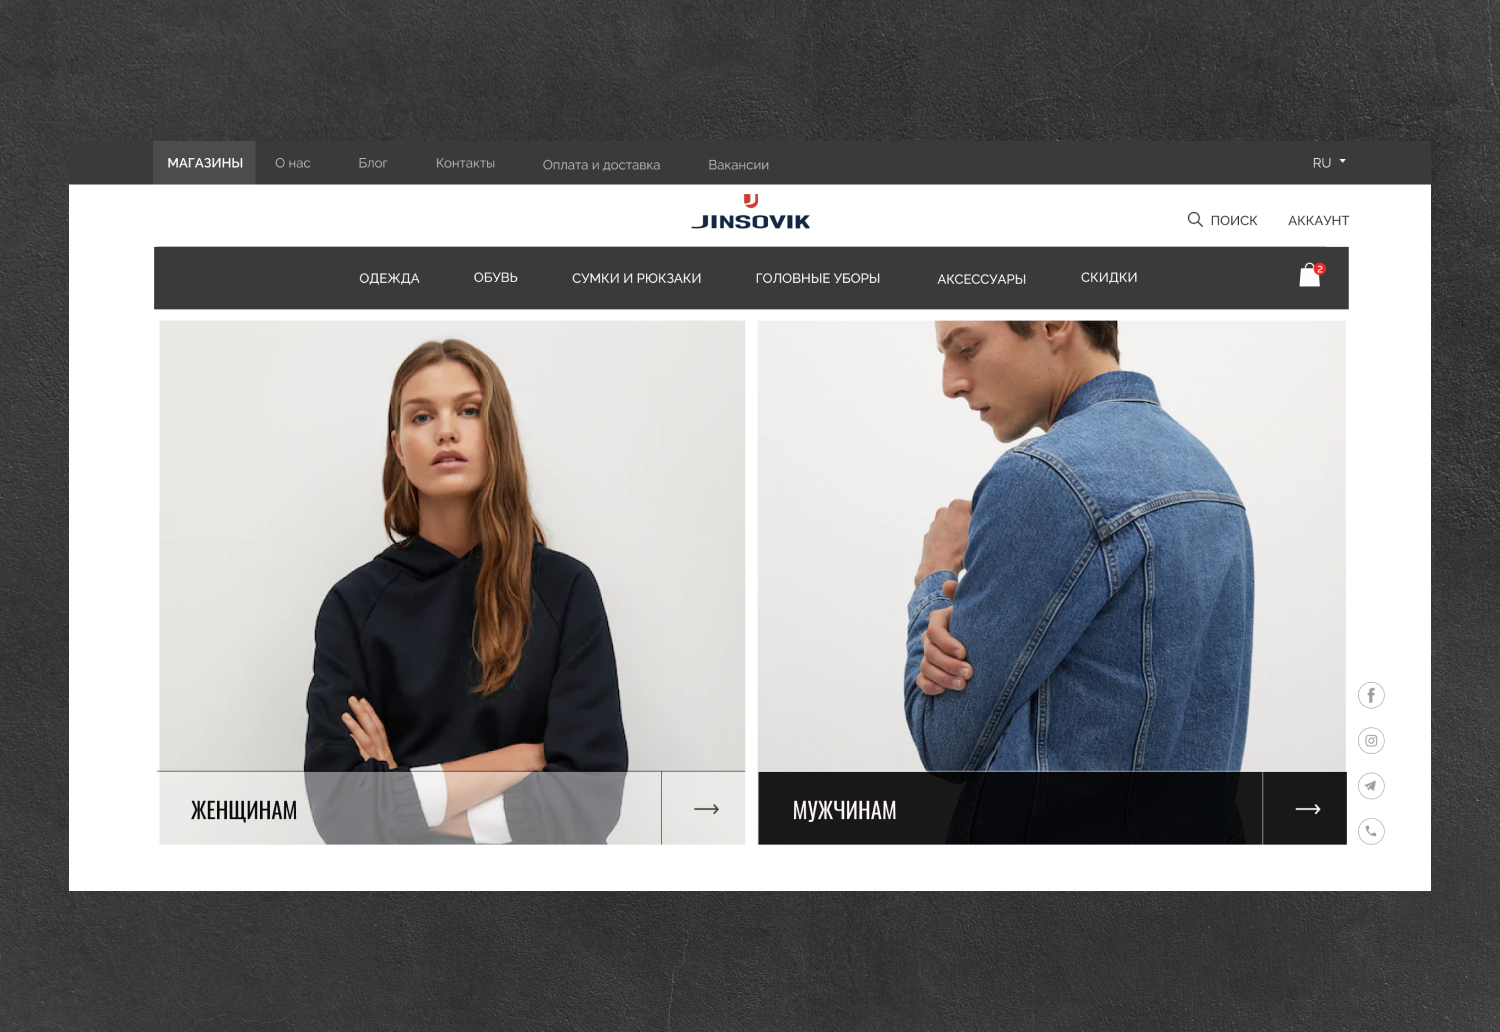 МАГАЗИНЫ О нас Блог Контакты Оплата и доставка Вакансии RU
JINSOVIK
ПОИСК АККАУНТ
ОДЕЖДА ОБУВЬ СУМКИ И РЮКЗАКИ ГОЛОВНЫЕ УБОРЫ АКСЕССУАРЫ СКИДКИ 2
ЖЕНЩИНАМ МУЖЧИНАМ